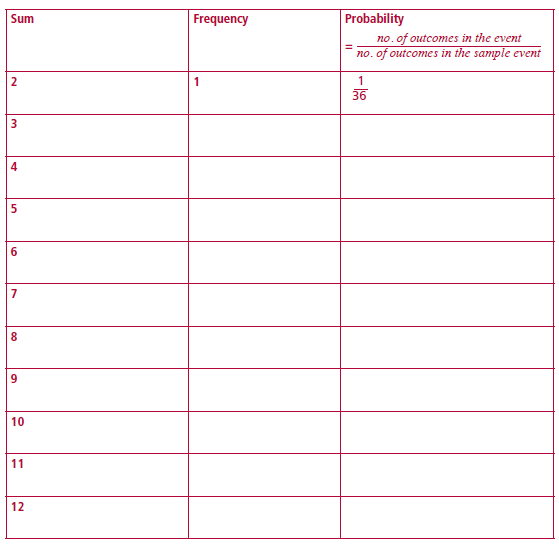 Sum Frequency Probability
= no. of outcomes in the event
no. of outcomes in the sample event
2 1 1
36
3
4
5
6
7
8
9
10
11
12